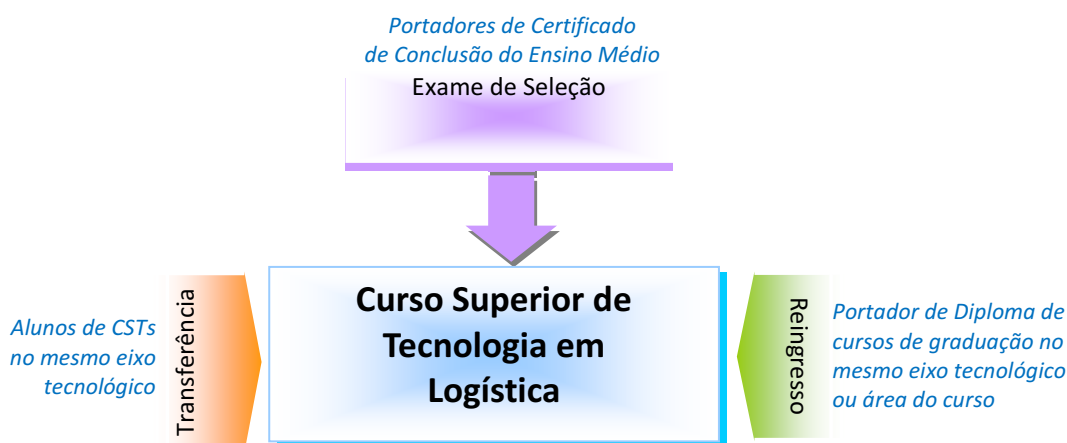 Portadores de Certificado
de Conclusão do Ensino Médio
Exame de Seleção
Curso Superior de
Tecnologia em
Logística
Alunos de CSTs
no mesmo eixo
tecnológico
Transferência
Reingresso
Portador de Diploma de
cursos de graduação no
mesmo eixo tecnológico
ou área do curso